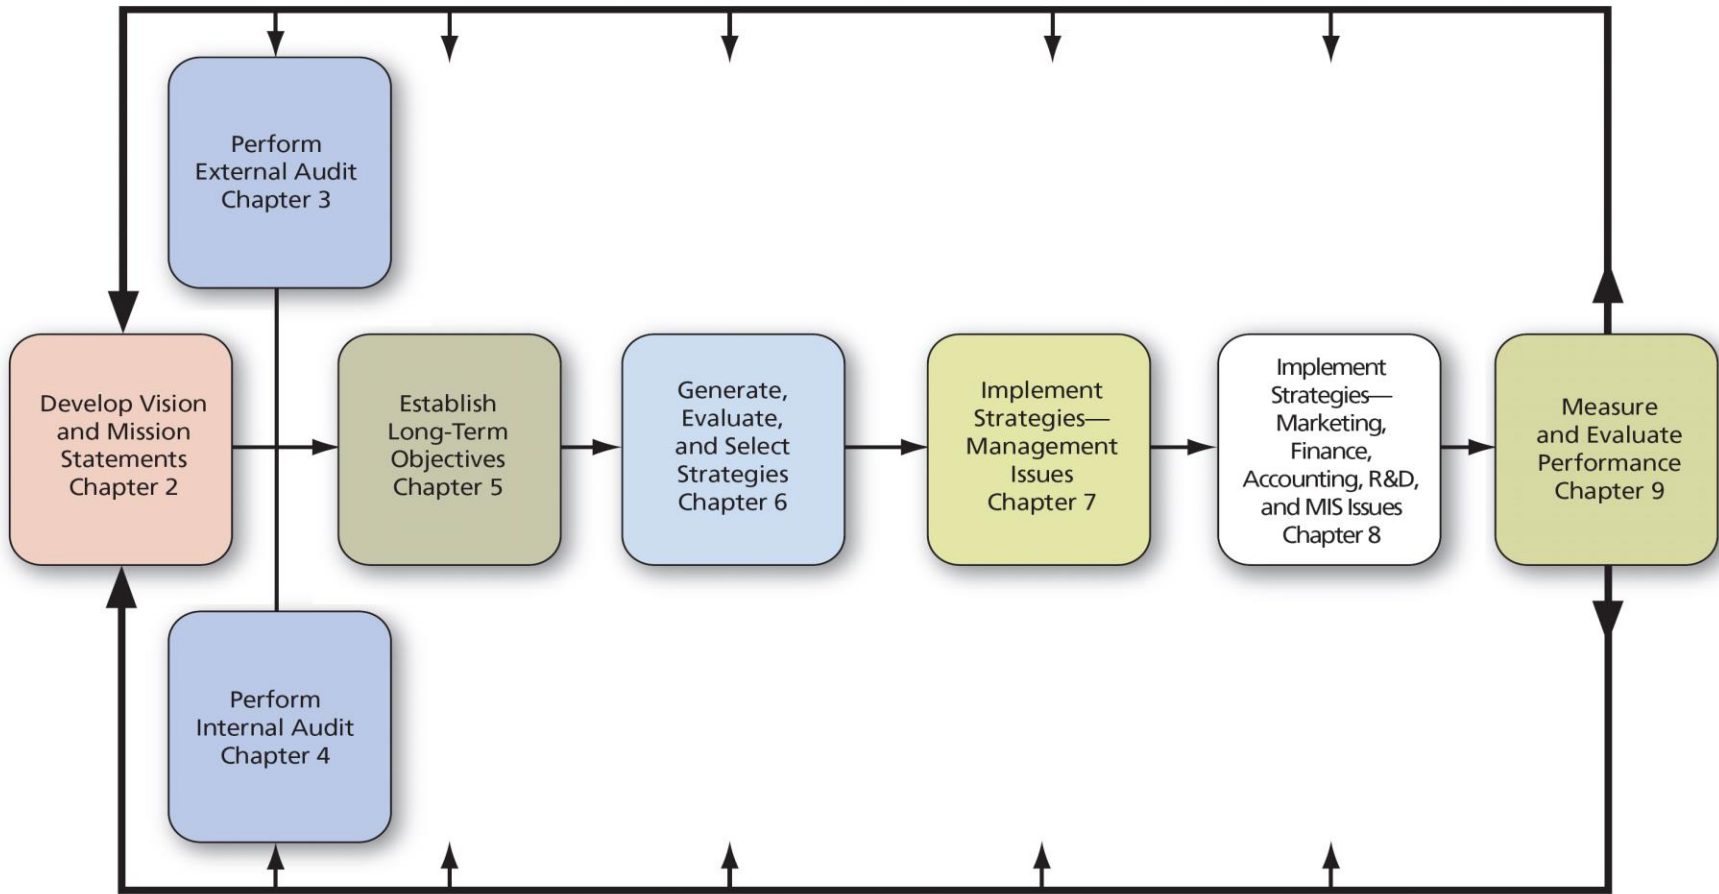 Perform
External Audit
Chapter 3
Develop Vision
and Mission
Statements
Chapter 2
Establish
Long-Term
Objectives
Chapter 5
Generate,
Evaluate,
and Select
Strategies
Chapter 6
Implement
Strategies—
Management
Issues
Chapter 7
Implement
Strategies—
Marketing,
Finance,
Accounting, R&D,
and MIS Issues
Chapter 8
Measure
and Evaluate
Performance
Chapter 9
Perform
Internal Audit
Chapter 4